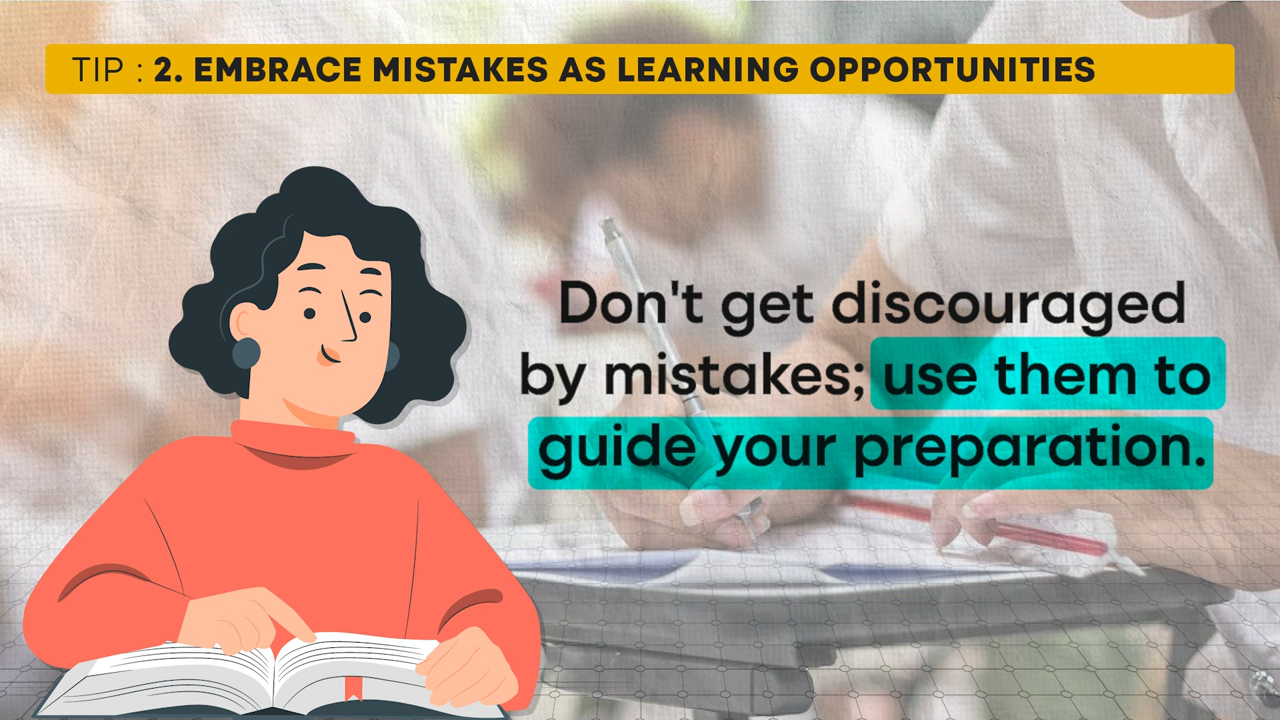 TIP : 2. EMBRACE MISTAKES AS LEARNING OPPORTUNITIES
Don't get discouraged
by mistakes; use them to
guide your preparation.